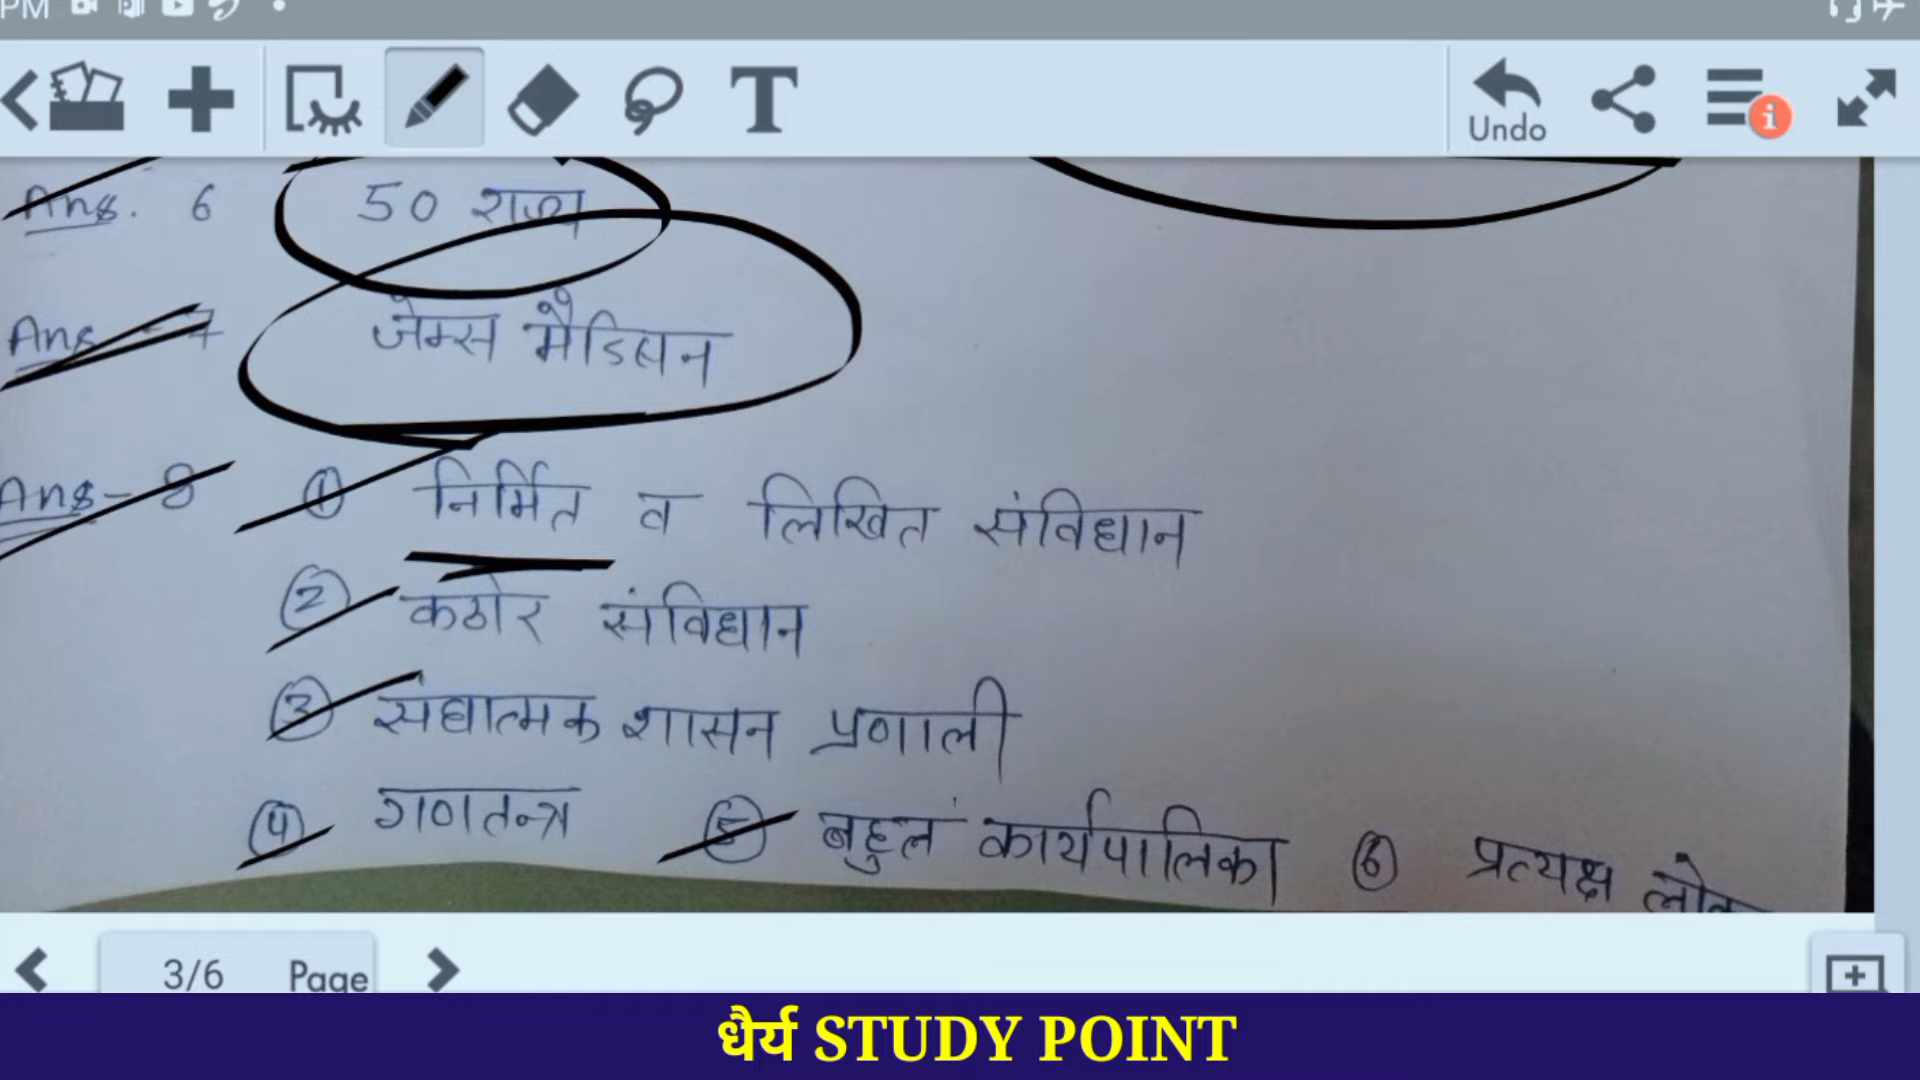 PM
Undo
Ans. 6 50 राज्य
Ans - 7 जेम्स मैडिसन
Ans- 8 ① निर्मित व लिखित संविधान
② कठोर संविधान
③ संघात्मक शासन प्रणाली
④ गणतन्त्र ⑤ बहुल कार्यपालिका ⑥ प्रत्यक्ष
3/6 Page
धैर्य STUDY POINT